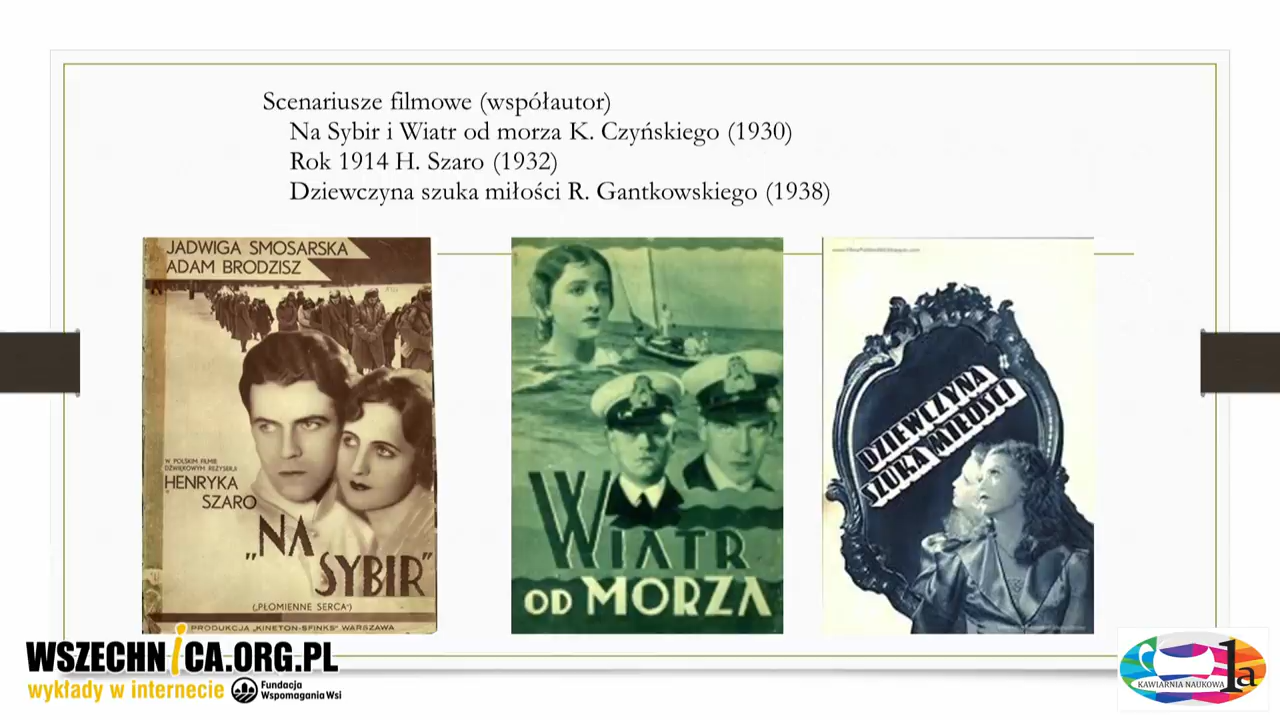 Scenariusze filmowe (współautor)
Na Sybir i Wiatr od morza K. Czyńskiego (1930)
Rok 1914 H. Szaro (1932)
Dziewczyna szuka miłości R. Gantkowskiego (1938)
JADWIGA SMOSARSKA
ADAM BRODZISZ
W POLSKIM FILMIE
DŹWIĘKOWYM REŻYSERJI
HENRYKA
SZARO
"NA
SYBIR"
(„PŁOMIENNE SERCA")
PRODUKCJA „KINETON-SFINKS" WARSZAWA
WIATR
OD MORZA
DZIEWCZYNA
SZUKA MIŁOŚCI
WSZECHNICA.ORG.PL
wykłady w internecie
Fundacja
Wspomagania Wsi
KAWIARNIA NAUKOWA
1a